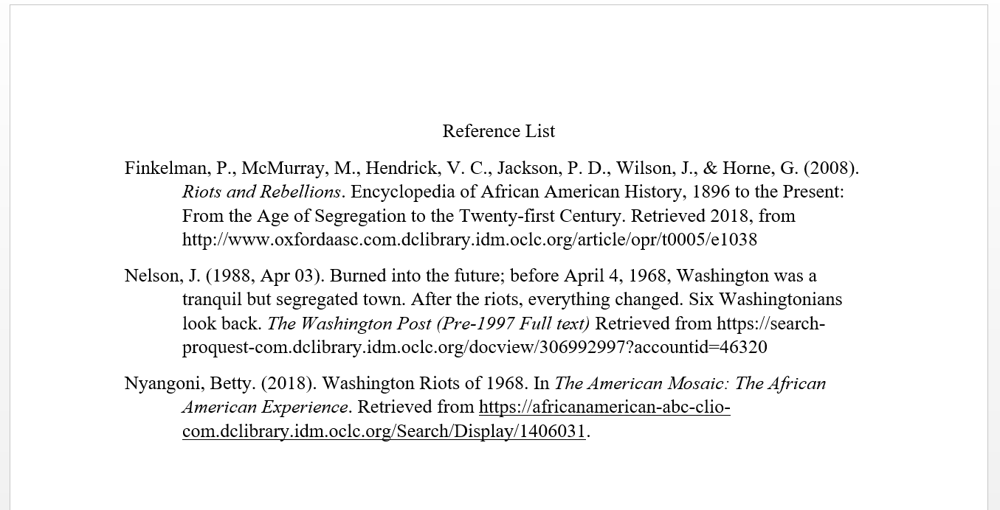 Reference List
Finkelman, P., McMurray, M., Hendrick, V. C., Jackson, P. D., Wilson, J., & Horne, G. (2008).
Riots and Rebellions. Encyclopedia of African American History, 1896 to the Present:
From the Age of Segregation to the Twenty-first Century. Retrieved 2018, from
http://www.oxfordaasc.com.dclibrary.idm.oclc.org/article/opr/t0005/e1038
Nelson, J. (1988, Apr 03). Burned into the future; before April 4, 1968, Washington was a
tranquil but segregated town. After the riots, everything changed. Six Washingtonians
look back. The Washington Post (Pre-1997 Full text) Retrieved from https://search-
proquest-com.dclibrary.idm.oclc.org/docview/306992997?accountid=46320
Nyangoni, Betty. (2018). Washington Riots of 1968. In The American Mosaic: The African
American Experience. Retrieved from https://africanamerican-abc-clio-
com.dclibrary.idm.oclc.org/Search/Display/1406031.